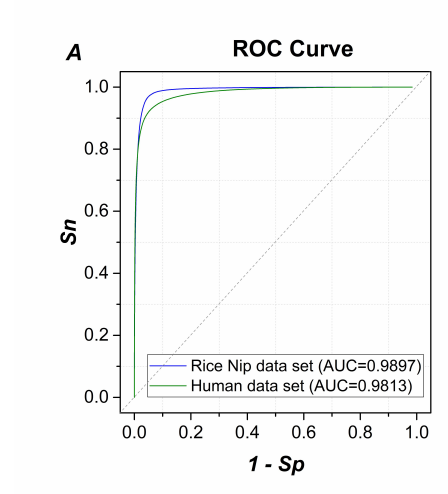 A
ROC Curve
1.0
0.8
0.6
0.4
0.2
0.0
Sn
Rice Nip data set (AUC=0.9897)
Human data set (AUC=0.9813)
0.0 0.2 0.4 0.6 0.8 1.0
1 - Sp